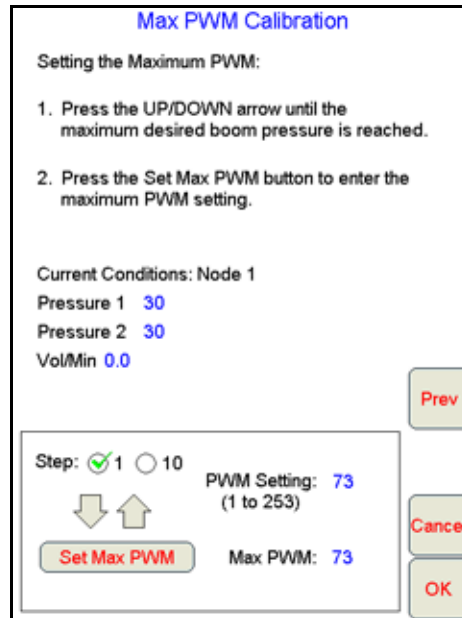 Max PWM Calibration
Setting the Maximum PWM:
1. Press the UP/DOWN arrow until the
maximum desired boom pressure is reached.
2. Press the Set Max PWM button to enter the
maximum PWM setting.
Current Conditions: Node 1
Pressure 1 30
Pressure 2 30
Vol/Min 0.0
Prev
Step: 1 10
PWM Setting: 73
(1 to 253)
Cance
Set Max PWM
Max PWM: 73
OK